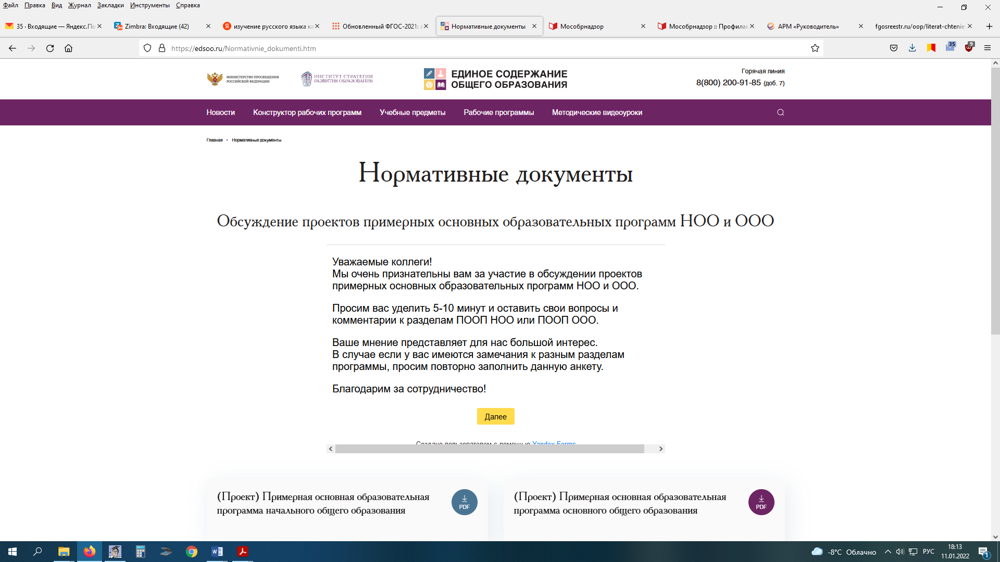 Файл Правка Вид Журнал Закладки Инструменты Справка
35 · Входящие — Яндекс.По
Zimbra: Входящие (42)
изучение русского языка ка
Обновленный ФГОС-2021:
Нормативные документы
Мособрнадзор
Мособрнадзор :: Профилак
АРМ «Руководитель»
fgosreestr.ru/oop/literat-chtenie-
https://edsoo.ru/Normativnie_dokumenti.htm
35
9
МИНИСТЕРСТВО ПРОСВЕЩЕНИЯ
РОССИЙСКОЙ ФЕДЕРАЦИИ
ИНСТИТУТ СТРАТЕГИИ
РАЗВИТИЯ ОБРАЗОВАНИЯ
ЕДИНОЕ СОДЕРЖАНИЕ
ОБЩЕГО ОБРАЗОВАНИЯ
Горячая линия
8(800) 200-91-85 (доб. 7)
Новости Конструктор рабочих программ Учебные предметы Рабочие программы Методические видеоуроки
Главная • Нормативные документы
Нормативные документы
Обсуждение проектов примерных основных образовательных программ НОО и ООО
Уважаемые коллеги!
Мы очень признательны вам за участие в обсуждении проектов
примерных основных образовательных программ НОО и ООО.
Просим вас уделить 5-10 минут и оставить свои вопросы и
комментарии к разделам ПООП НОО или ПООП ООО.
Ваше мнение представляет для нас большой интерес.
В случае если у вас имеются замечания к разным разделам
программы, просим повторно заполнить данную анкету.
Благодарим за сотрудничество!
Далее
Создано пользователем с помощью Yandex Forms
(Проект) Примерная основная образовательная
программа начального общего образования
PDF
(Проект) Примерная основная образовательная
программа основного общего образования
PDF
-8°C Облачно
РУС
18:13
11.01.2022
1